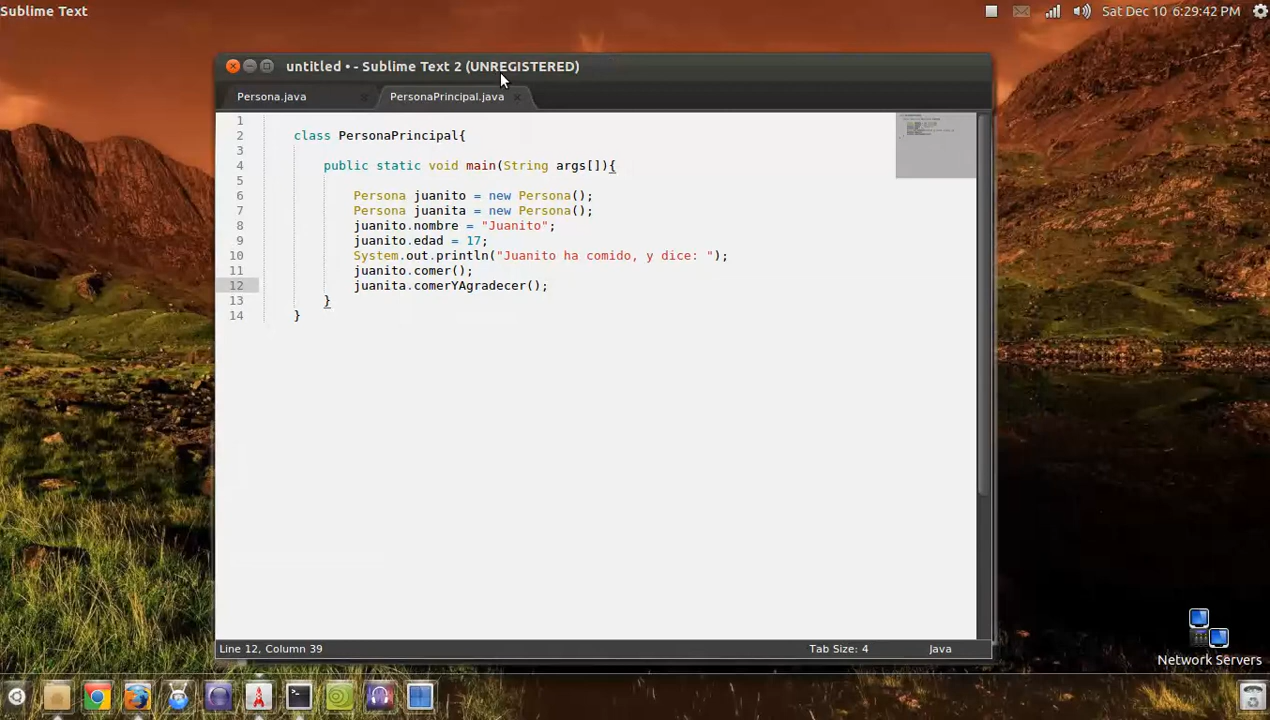 Sublime Text
Sat Dec 10 6:29:42 PM
untitled • - Sublime Text 2 (UNREGISTERED)
Persona.java
PersonaPrincipal.java
1
2 class PersonaPrincipal{
3
4 public static void main(String args[]){
5
6 Persona juanito = new Persona();
7 Persona juanita = new Persona();
8 juanito.nombre = "Juanito";
9 juanito.edad = 17;
10 System.out.println("Juanito ha comido, y dice: ");
11 juanito.comer();
12 juanita.comerYAgradecer();
13 }
14 }
Line 12, Column 39
Tab Size: 4
Java
Network Servers